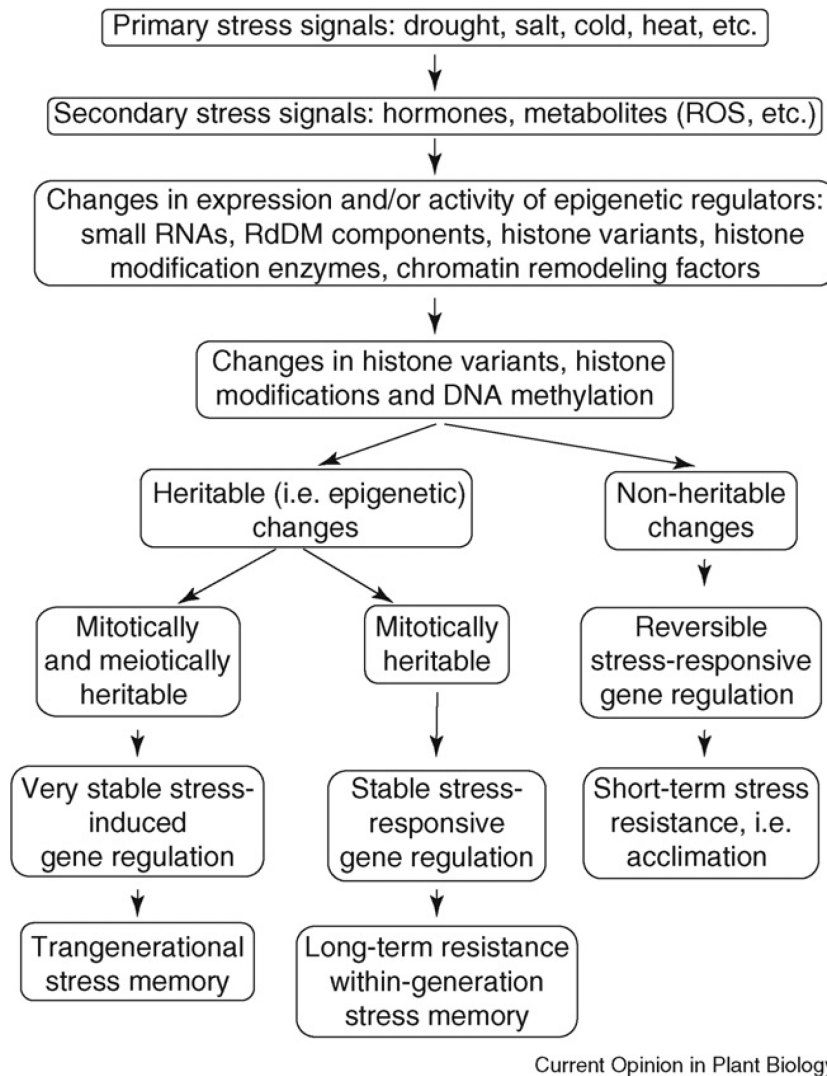 Primary stress signals: drought, salt, cold, heat, etc.
Secondary stress signals: hormones, metabolites (ROS, etc.)
Changes in expression and/or activity of epigenetic regulators:
small RNAs, RdDM components, histone variants, histone
modification enzymes, chromatin remodeling factors
Changes in histone variants, histone
modifications and DNA methylation
Heritable (i.e. epigenetic)
changes
Non-heritable
changes
Mitotically
and meiotically
heritable
Mitotically
heritable
Reversible
stress-responsive
gene regulation
Very stable stress-
induced
gene regulation
Stable stress-
responsive
gene regulation
Short-term stress
resistance, i.e.
acclimation
Trangenerational
stress memory
Long-term resistance
within-generation
stress memory
Current Opinion in Plant Biology